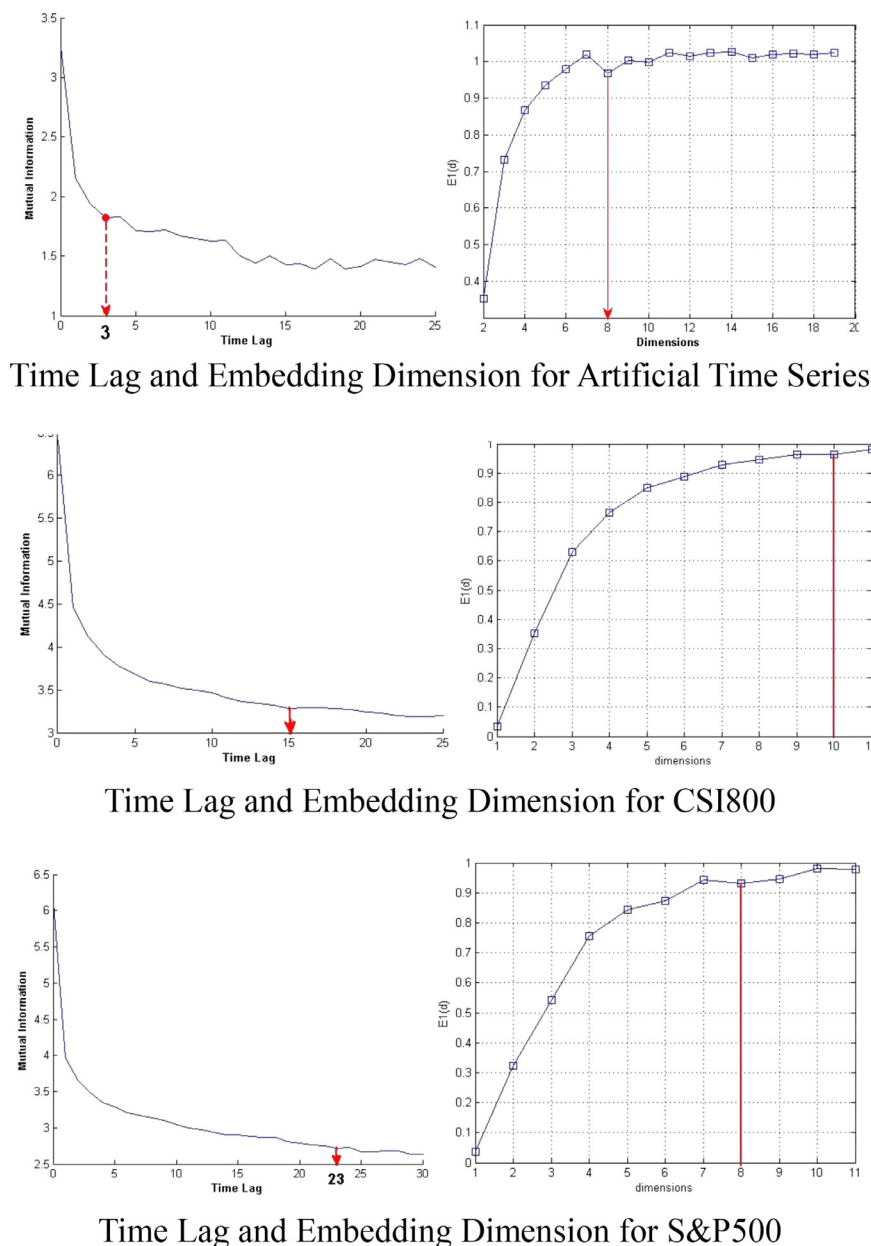 3.5
3
2.5
2
1.5
1
Mutual Information
0 5 10 15 20 25
3
Time Lag
1.1
1
0.9
0.8
0.7
0.6
0.5
0.4
E1(d)
2 4 6 8 10 12 14 16 18 20
Dimensions
Time Lag and Embedding Dimension for Artificial Time Series
6.5
6
5.5
5
4.5
4
3.5
3
Mutual Information
0 5 10 15 20 25
Time Lag
1
0.9
0.8
0.7
0.6
0.5
0.4
0.3
0.2
0.1
0
E1(d)
1 2 3 4 5 6 7 8 9 10
dimensions
Time Lag and Embedding Dimension for CSI800
6.5
6
5.5
5
4.5
4
3.5
3
2.5
Mutual Information
0 5 10 15 20 25 30
23
Time Lag
1
0.9
0.8
0.7
0.6
0.5
0.4
0.3
0.2
0.1
0
E1(d)
1 2 3 4 5 6 7 8 9 10 11
dimensions
Time Lag and Embedding Dimension for S&P500